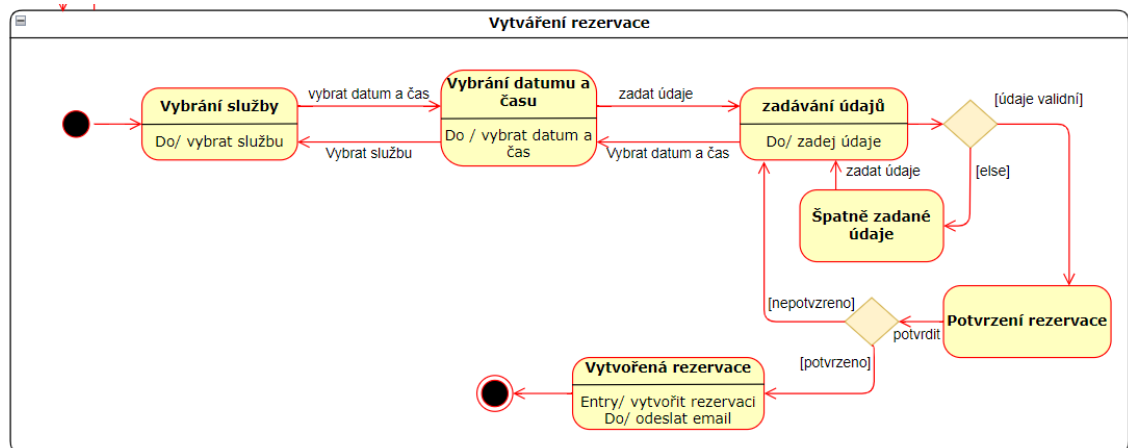 Vytváření rezervace
Vybrání služby
Do/ vybrat službu
vybrat datum a čas
Vybrat službu
Vybrání datumu a
času
Do / vybrat datum a
čas
zadat údaje
Vybrat datum a čas
zadávání údajů
Do/ zadej údaje
[údaje validní]
[else]
zadat údaje
Špatně zadané
údaje
Potvrzení rezervace
potvrdit
[nepotvzreno]
[potvrzeno]
Vytvořená rezervace
Entry/ vytvořit rezervaci
Do/ odeslat email